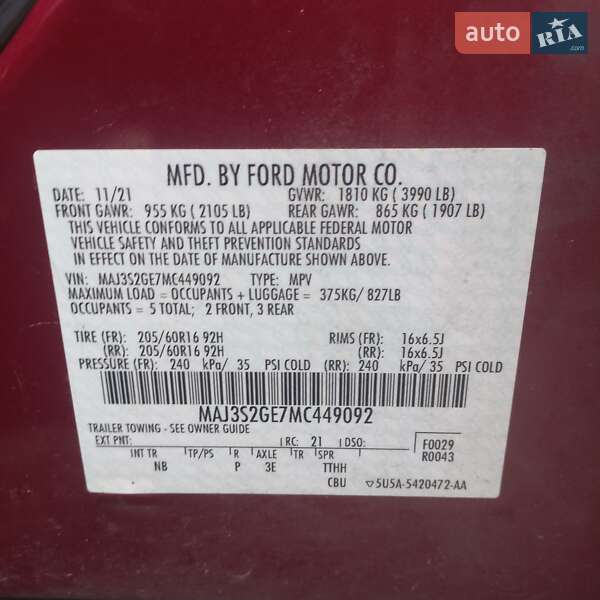 auto RIA .com
MFD. BY FORD MOTOR CO.
DATE: 11/21 GVWR: 1810 KG ( 3990 LB)
FRONT GAWR: 955 KG ( 2105 LB) REAR GAWR: 865 KG ( 1907 LB)
THIS VEHICLE CONFORMS TO ALL APPLICABLE FEDERAL MOTOR
VEHICLE SAFETY AND THEFT PREVENTION STANDARDS
IN EFFECT ON THE DATE OF MANUFACTURE SHOWN ABOVE.
VIN: MAJ3S2GE7MC449092 TYPE: MPV
MAXIMUM LOAD = OCCUPANTS + LUGGAGE = 375KG/ 827LB
OCCUPANTS = 5 TOTAL; 2 FRONT, 3 REAR
TIRE (FR): 205/60R16 92H RIMS (FR): 16x6.5J
(RR): 205/60R16 92H (RR): 16x6.5J
PRESSURE (FR): 240 kPa/ 35 PSI COLD (RR): 240 kPa/ 35 PSI COLD
MAJ3S2GE7MC449092
TRAILER TOWING - SEE OWNER GUIDE
EXT PNT: RC: 21 DSO: F0029
INT TR TP/PS R AXLE TR SPR R0043
NB P 3E TTHH
CBU ▽5U5A-5420472-AA